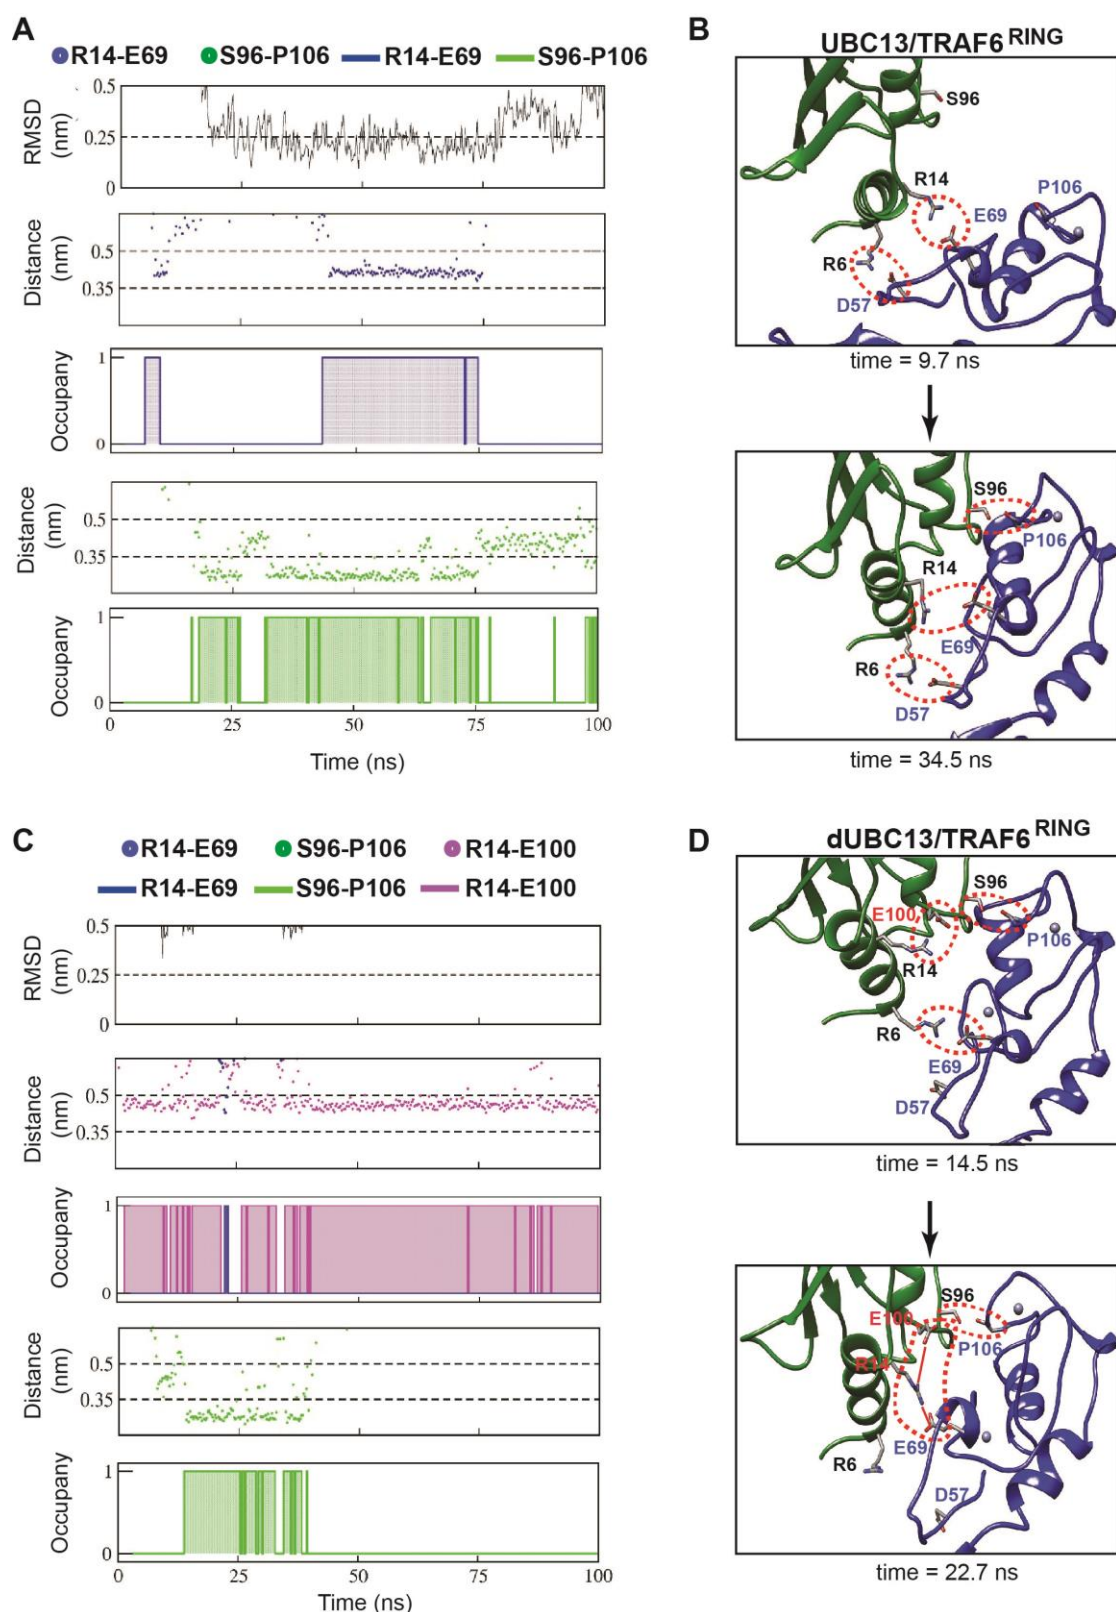 A
R14-E69 S96-P106 R14-E69 S96-P106
RMSD
(nm)
0.5
0.25
0
Distance
(nm)
0.5
0.35
Occupany
1
0
Distance
(nm)
0.5
0.35
Occupany
1
0
0 25 50 75 100
Time (ns)
B
UBC13/TRAF6RING
S96
R14
P106
E69
R6
D57
time = 9.7 ns
S96
P106
R14
E69
R6
D57
time = 34.5 ns
C
R14-E69 S96-P106 R14-E100
R14-E69 S96-P106 R14-E100
RMSD
(nm)
0.5
0.25
0
Distance
(nm)
0.5
0.35
Occupany
1
0
Distance
(nm)
0.5
0.35
Occupany
1
0
0 25 50 75 100
Time (ns)
D
dUBC13/TRAF6RING
S96
E100
P106
R14
R6
E69
D57
time = 14.5 ns
S96
E100
P106
R14
E69
R6
D57
time = 22.7 ns